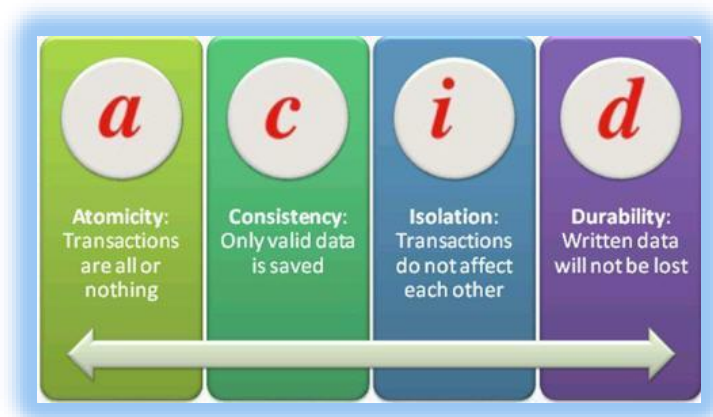 a
Atomicity:
Transactions
are all or
nothing
c
Consistency:
Only valid data
is saved
i
Isolation:
Transactions
do not affect
each other
d
Durability:
Written data
will not be lost